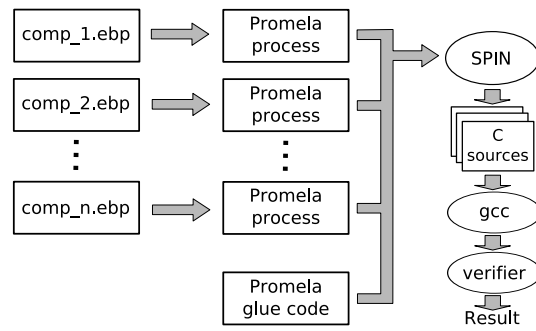 comp_1.ebp
Promela
process
comp_2.ebp
Promela
process
comp_n.ebp
Promela
process
Promela
glue code
SPIN
C
sources
gcc
verifier
Result